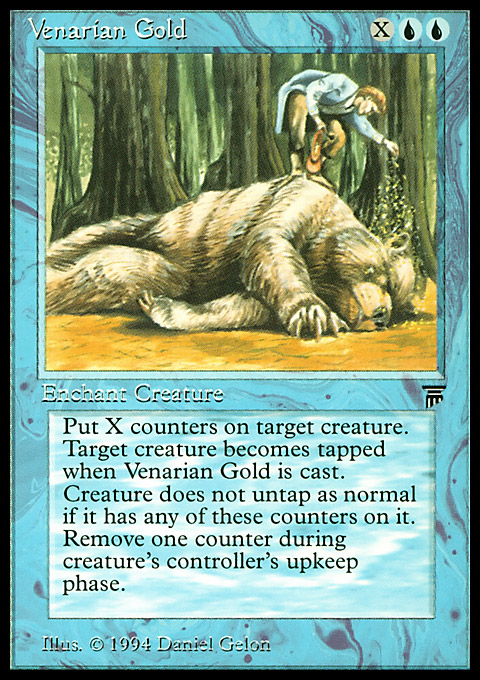 Venarian Gold X
Enchant Creature
Put X counters on target creature.
Target creature becomes tapped
when Venarian Gold is cast.
Creature does not untap as normal
if it has any of these counters on it.
Remove one counter during
creature's controller's upkeep
phase.
Illus. © 1994 Daniel Gelon